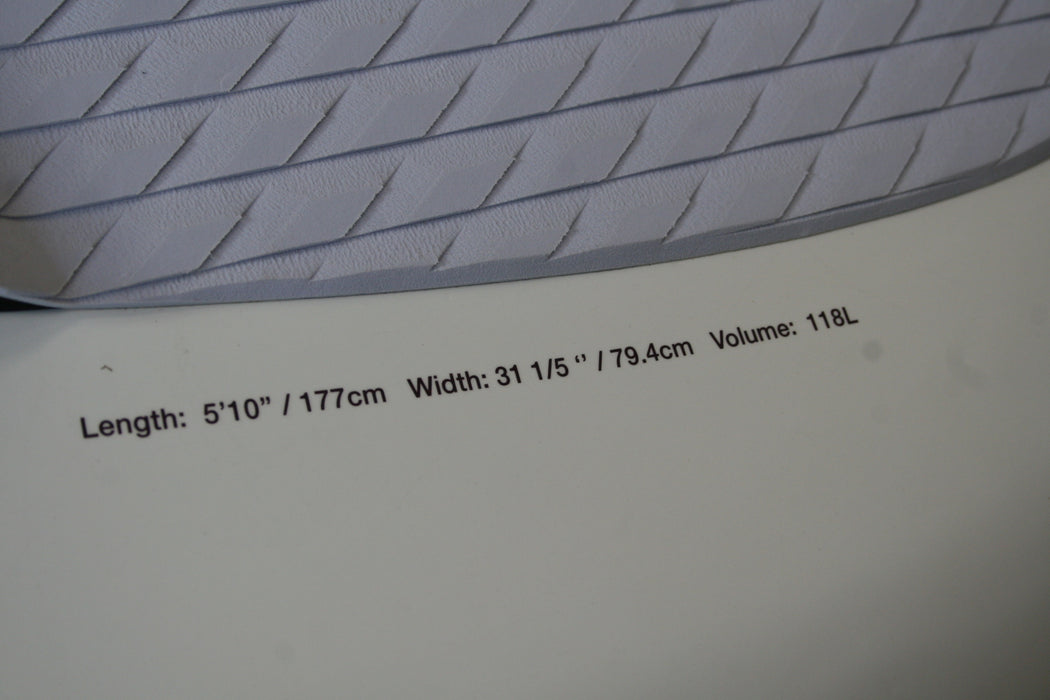 Length: 5’10” / 177cm Width: 31 1/5 ‘’ / 79.4cm Volume: 118L